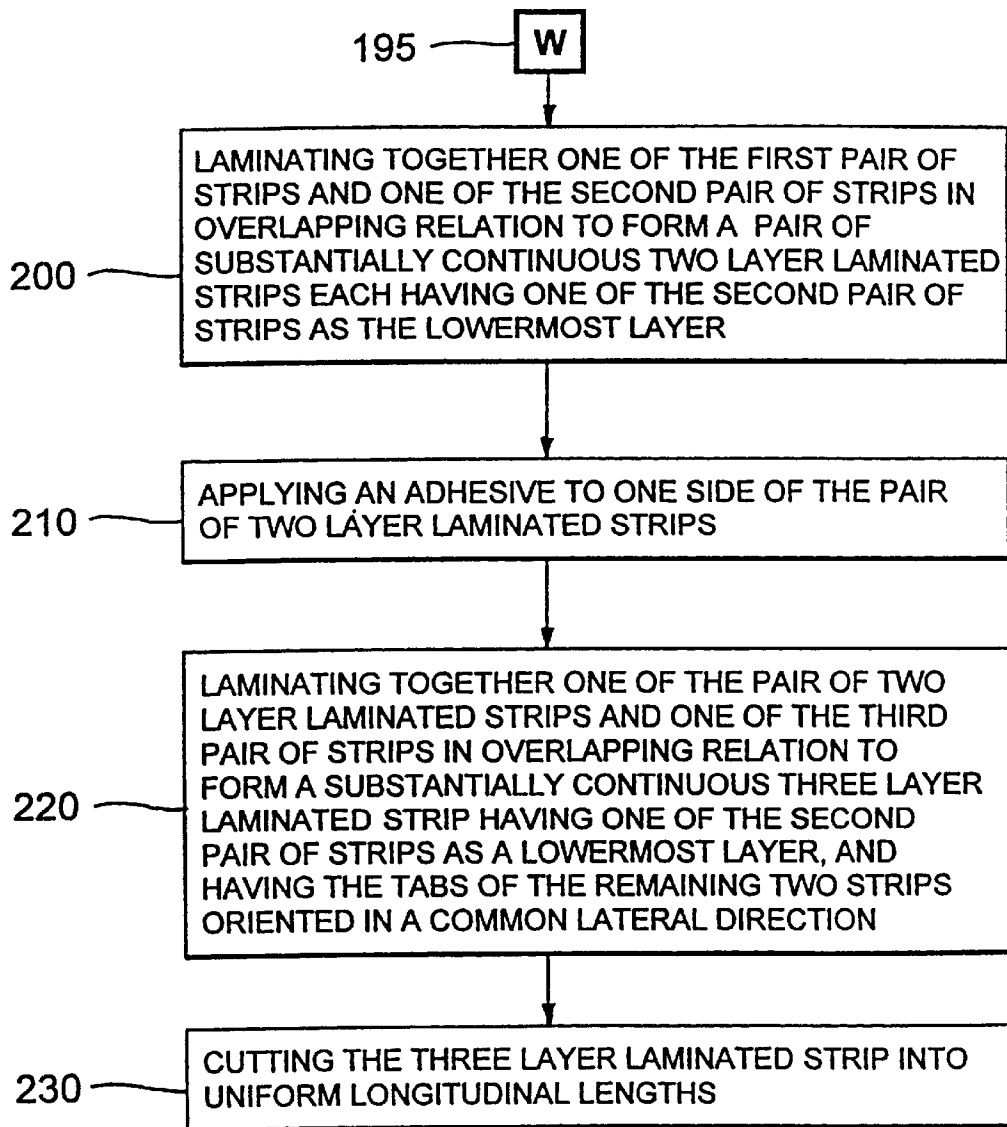 195
W
LAMINATING TOGETHER ONE OF THE FIRST PAIR OF
STRIPS AND ONE OF THE SECOND PAIR OF STRIPS IN
OVERLAPPING RELATION TO FORM A PAIR OF
SUBSTANTIALLY CONTINUOUS TWO LAYER LAMINATED
STRIPS EACH HAVING ONE OF THE SECOND PAIR OF
STRIPS AS THE LOWERMOST LAYER
200
APPLYING AN ADHESIVE TO ONE SIDE OF THE PAIR
OF TWO LAYER LAMINATED STRIPS
210
LAMINATING TOGETHER ONE OF THE PAIR OF TWO
LAYER LAMINATED STRIPS AND ONE OF THE THIRD
PAIR OF STRIPS IN OVERLAPPING RELATION TO
FORM A SUBSTANTIALLY CONTINUOUS THREE LAYER
LAMINATED STRIP HAVING ONE OF THE SECOND
PAIR OF STRIPS AS A LOWERMOST LAYER, AND
HAVING THE TABS OF THE REMAINING TWO STRIPS
ORIENTED IN A COMMON LATERAL DIRECTION
220
CUTTING THE THREE LAYER LAMINATED STRIP INTO
UNIFORM LONGITUDINAL LENGTHS
230